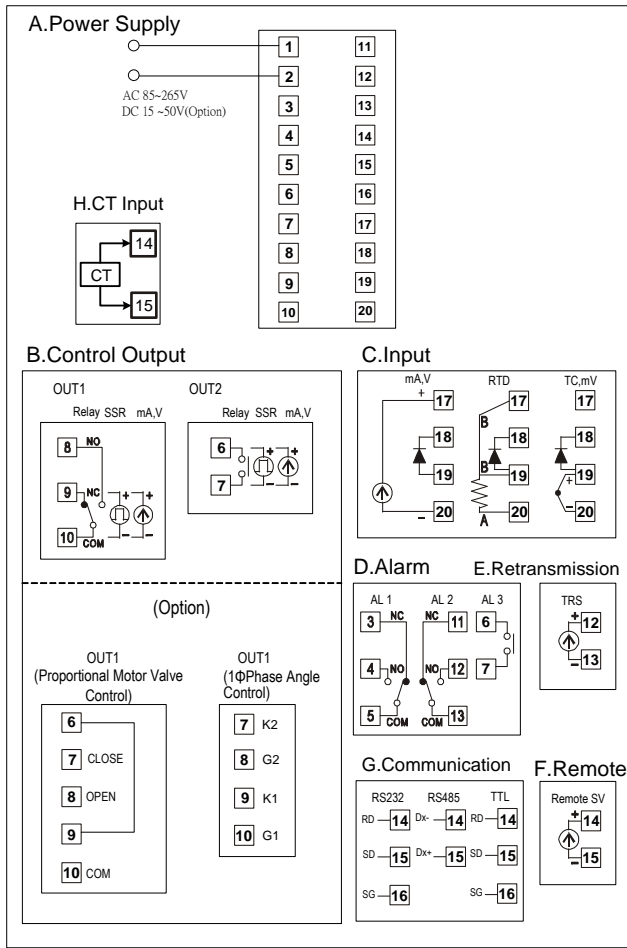 A.Power Supply
1 11
2 12
AC 85~265V
DC 15 ~50V(Option)
3 13
4 14
5 15
6 16
7 17
8 18
9 19
10 20
H.CT Input
CT
14
15
B.Control Output
OUT1
Relay SSR mA,V
8 NO
9 NC + +
10 COM - -
OUT2
Relay SSR mA,V
6 + +
7 - -
(Option)
OUT1
(Proportional Motor Valve
Control)
6
7 CLOSE
8 OPEN
9
10 COM
OUT1
(1ΦPhase Angle
Control)
7 K2
8 G2
9 K1
10 G1
C.Input
mA,V RTD TC,mV
+ 17 17 17
B
18 18 18
B
19 19 19
+
- 20 A 20 - 20
D.Alarm
AL 1 AL 2 AL 3
3 NC NC 11 6
4 NO NO 12 7
5 COM COM 13
E.Retransmission
TRS
+ 12
- 13
G.Communication
RS232 RS485 TTL
RD 14 Dx- 14 RD 14
SD 15 Dx+ 15 SD 15
SG 16 SG 16
F.Remote
Remote SV
+ 14
- 15